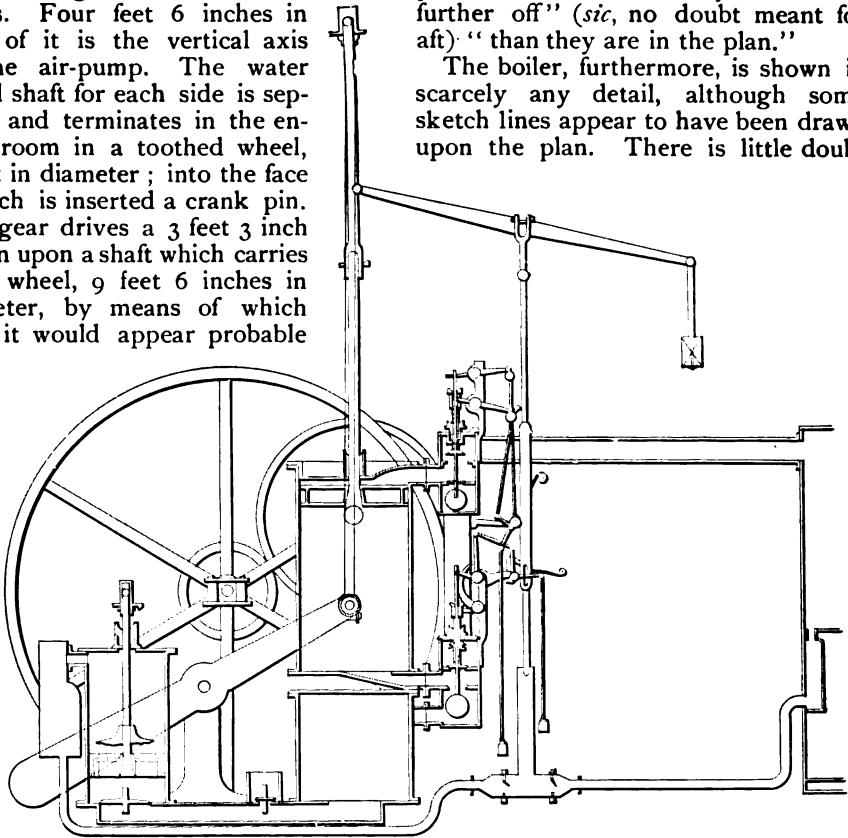 s. Four feet 6 inches in
of it is the vertical axis
ne air-pump. The water
l shaft for each side is sep-
and terminates in the en-
room in a toothed wheel,
t in diameter ; into the face
ch is inserted a crank pin.
gear drives a 3 feet 3 inch
n upon a shaft which carries
wheel, 9 feet 6 inches in
eter, by means of which
it would appear probable
further off” (sic, no doubt meant fo
aft) “ than they are in the plan.”
The boiler, furthermore, is shown i
scarcely any detail, although som
sketch lines appear to have been draw
upon the plan. There is little doub